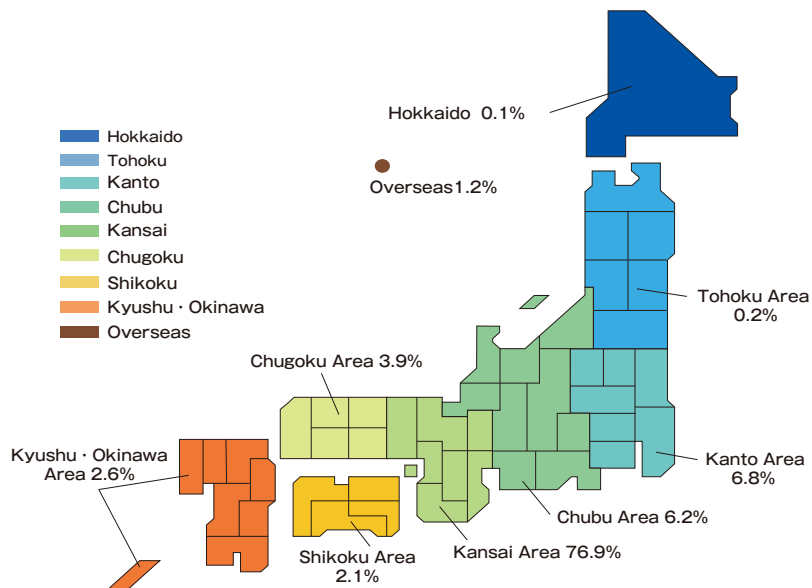 Hokkaido 0.1%
Hokkaido
Tohoku
Kanto
Chubu
Kansai
Chugoku
Shikoku
Kyushu・Okinawa
Overseas
Overseas1.2%
Tohoku Area
0.2%
Chugoku Area 3.9%
Kyushu・Okinawa
Area 2.6%
Kanto Area
6.8%
Chubu Area 6.2%
Kansai Area 76.9%
Shikoku Area
2.1%